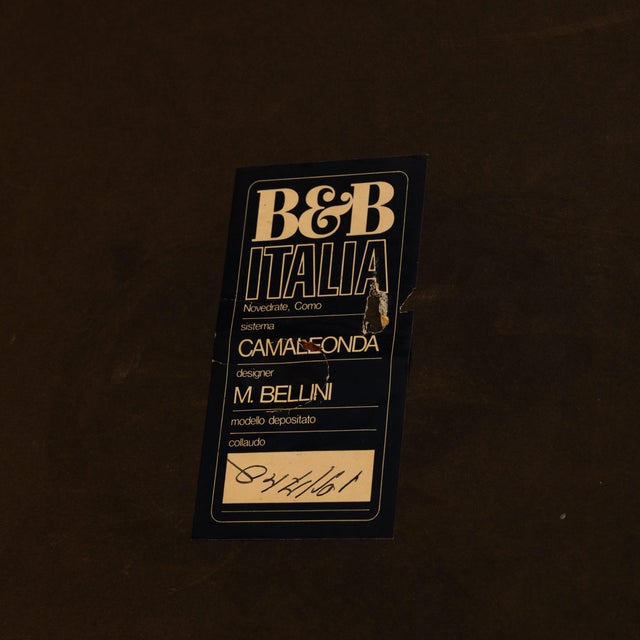 B&B
ITALIA
Novedrate, Como
sistema
CAMALEONDA
designer
M. BELLINI
modello depositato
collaudo